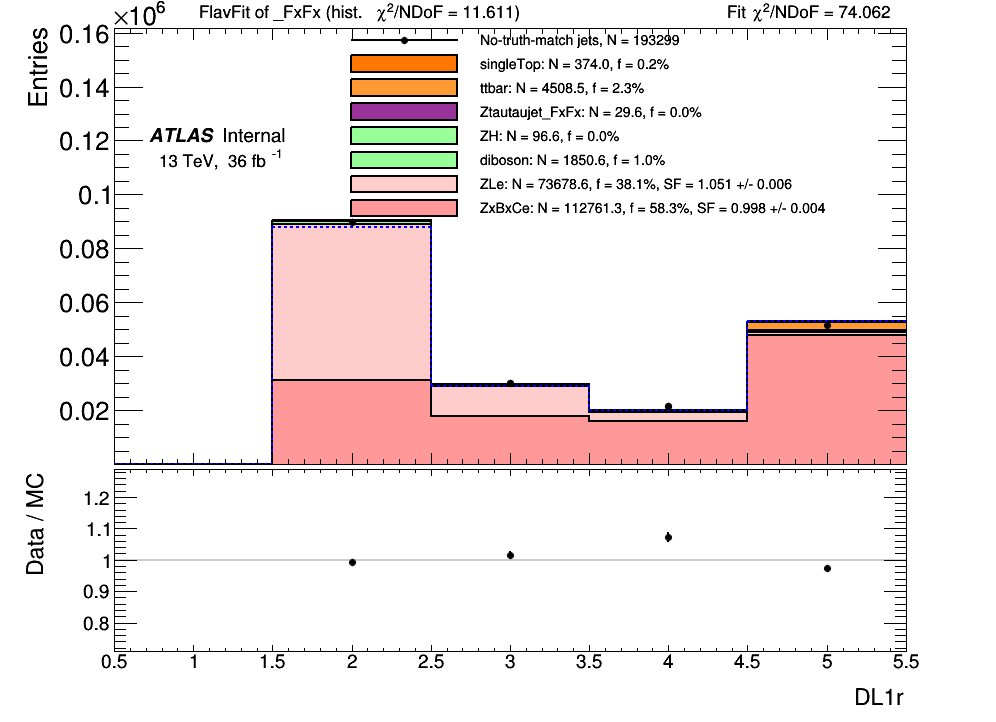 ×10⁶ FlavFit of _FxFx (hist. χ²/NDoF = 11.611) Fit χ²/NDoF = 74.062
Entries
0.16
0.14
0.12
0.1
0.08
0.06
0.04
0.02
ATLAS Internal
13 TeV, 36 fb⁻¹
No-truth-match jets, N = 193299
singleTop: N = 374.0, f = 0.2%
ttbar: N = 4508.5, f = 2.3%
Ztautaujet_FxFx: N = 29.6, f = 0.0%
ZH: N = 96.6, f = 0.0%
diboson: N = 1850.6, f = 1.0%
ZLe: N = 73678.6, f = 38.1%, SF = 1.051 +/- 0.006
ZxBxCe: N = 112761.3, f = 58.3%, SF = 0.998 +/- 0.004
Data / MC
1.2
1.1
1
0.9
0.8
0.5 1 1.5 2 2.5 3 3.5 4 4.5 5 5.5
DL1r